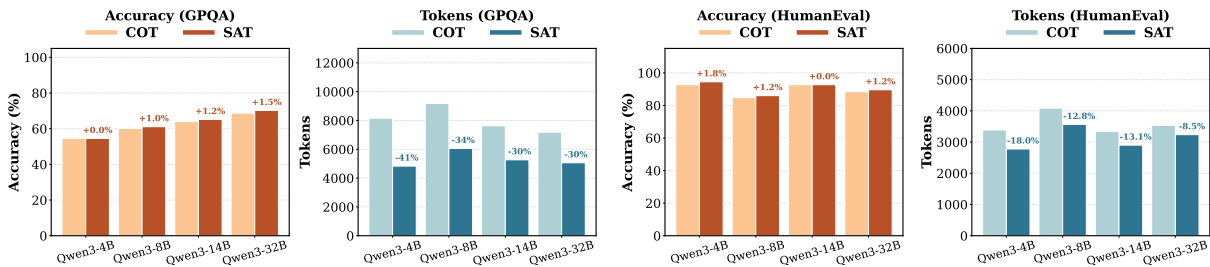 Accuracy (GPQA)
COT SAT
Accuracy (%)
100
80
60
40
20
0
+0.0%
+1.0%
+1.2%
+1.5%
Qwen3-4B
Qwen3-8B
Qwen3-14B
Qwen3-32B
Tokens (GPQA)
COT SAT
Tokens
12000
10000
8000
6000
4000
2000
0
-41%
-34%
-30%
-30%
Qwen3-4B
Qwen3-8B
Qwen3-14B
Qwen3-32B
Accuracy (HumanEval)
COT SAT
Accuracy (%)
100
80
60
40
20
0
+1.8%
+1.2%
+0.0%
+1.2%
Qwen3-4B
Qwen3-8B
Qwen3-14B
Qwen3-32B
Tokens (HumanEval)
COT SAT
Tokens
6000
5000
4000
3000
2000
1000
0
-18.0%
-12.8%
-13.1%
-8.5%
Qwen3-4B
Qwen3-8B
Qwen3-14B
Qwen3-32B